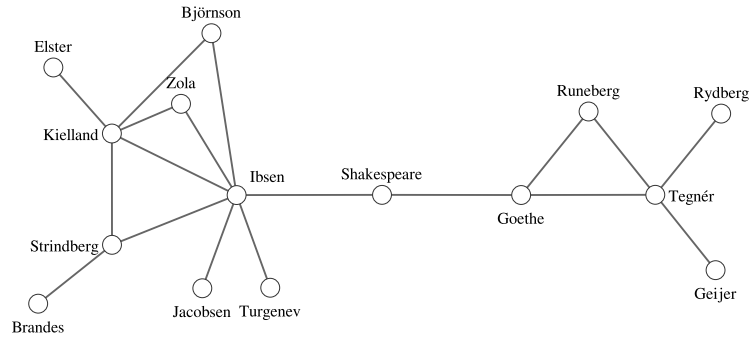 Björnson
Elster
Zola
Runeberg
Rydberg
Kielland
Ibsen
Shakespeare
Tegnér
Goethe
Strindberg
Geijer
Jacobsen
Turgenev
Brandes